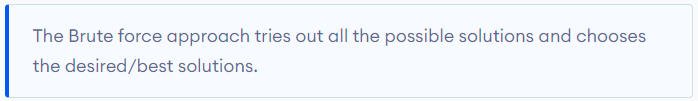 The Brute force approach tries out all the possible solutions and chooses
the desired/best solutions.